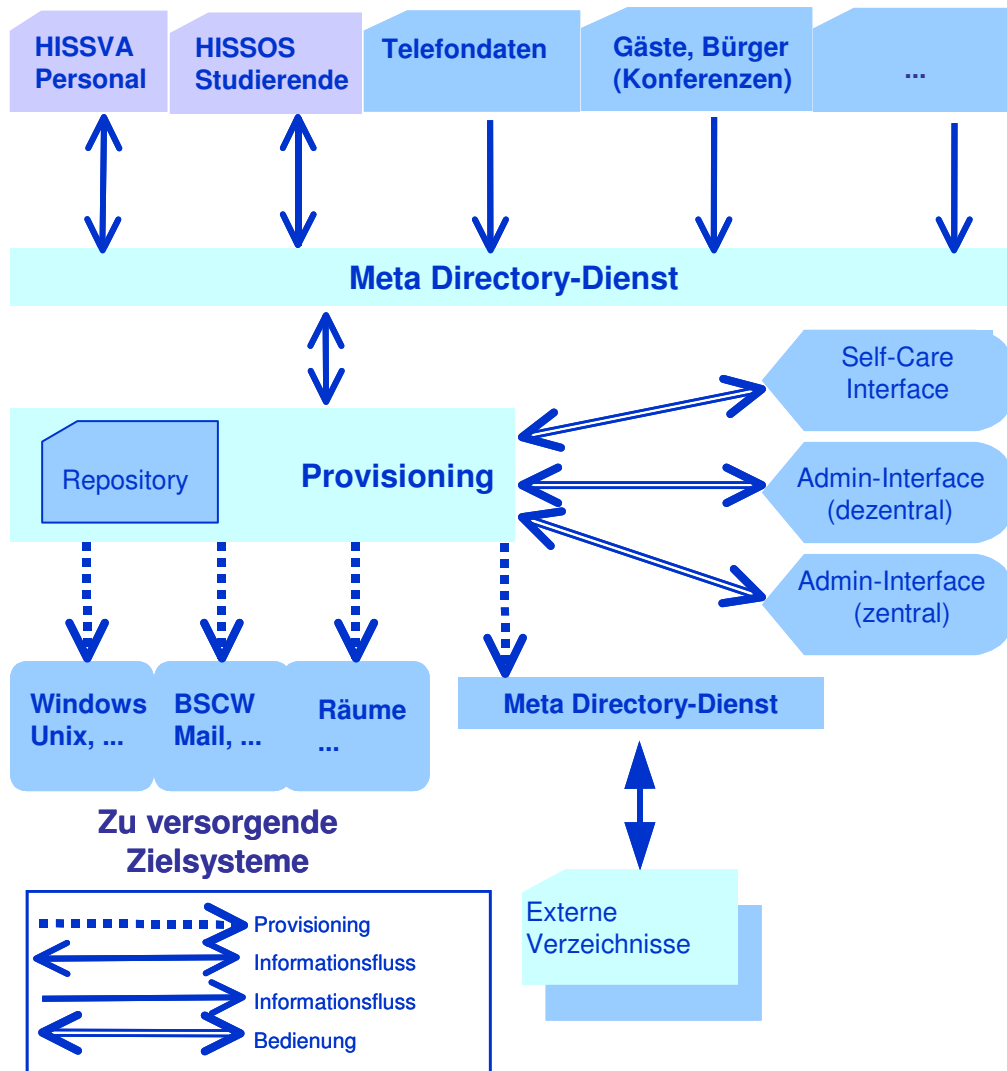 HISSVA
Personal
HISSOS
Studierende
Telefondaten
Gäste, Bürger
(Konferenzen)
...
Meta Directory-Dienst
Self-Care
Interface
Repository
Provisioning
Admin-Interface
(dezentral)
Admin-Interface
(zentral)
Windows
Unix, ...
BSCW
Mail, ...
Räume
...
Meta Directory-Dienst
Zu versorgende
Zielsysteme
Externe
Verzeichnisse
Provisioning
Informationsfluss
Informationsfluss
Bedienung